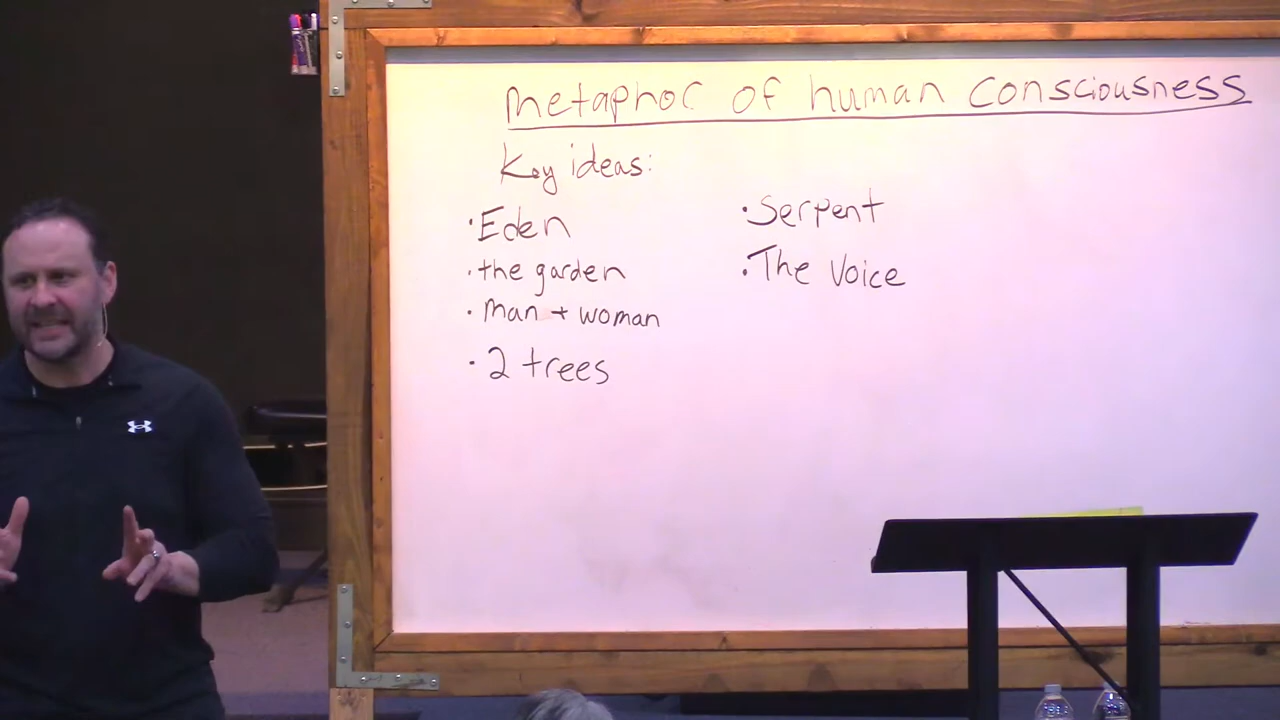 metaphor of human consciousness
Key ideas:
• Eden
• the garden
• man + woman
• 2 trees
• Serpent
• The Voice